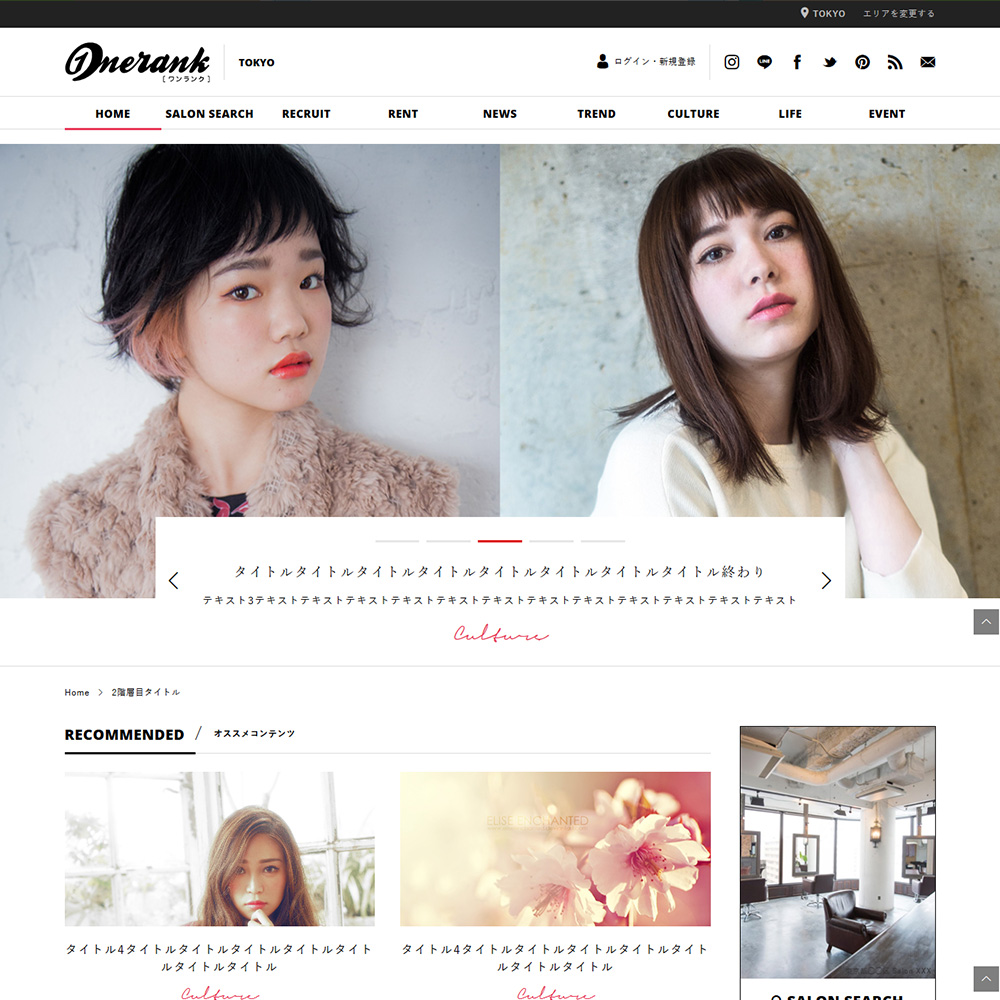 TOKYO エリアを変更する
Onerank
[ワンランク]
TOKYO
ログイン・新規登録
LINE
HOME SALON SEARCH RECRUIT RENT NEWS TREND CULTURE LIFE EVENT
タイトルタイトルタイトルタイトルタイトルタイトルタイトルタイトル終わり
テキスト3テキストテキストテキストテキストテキストテキストテキストテキストテキストテキストテキストテキスト
Culture
Home > 2階層目タイトル
RECOMMENDED / オススメコンテンツ
ELISE ENCHANTED
タイトル4タイトルタイトルタイトルタイトルタイト
ルタイトルタイトル
Culture
タイトル4タイトルタイトルタイトルタイトルタイト
ルタイトルタイトル
Culture
SALON SEARCH